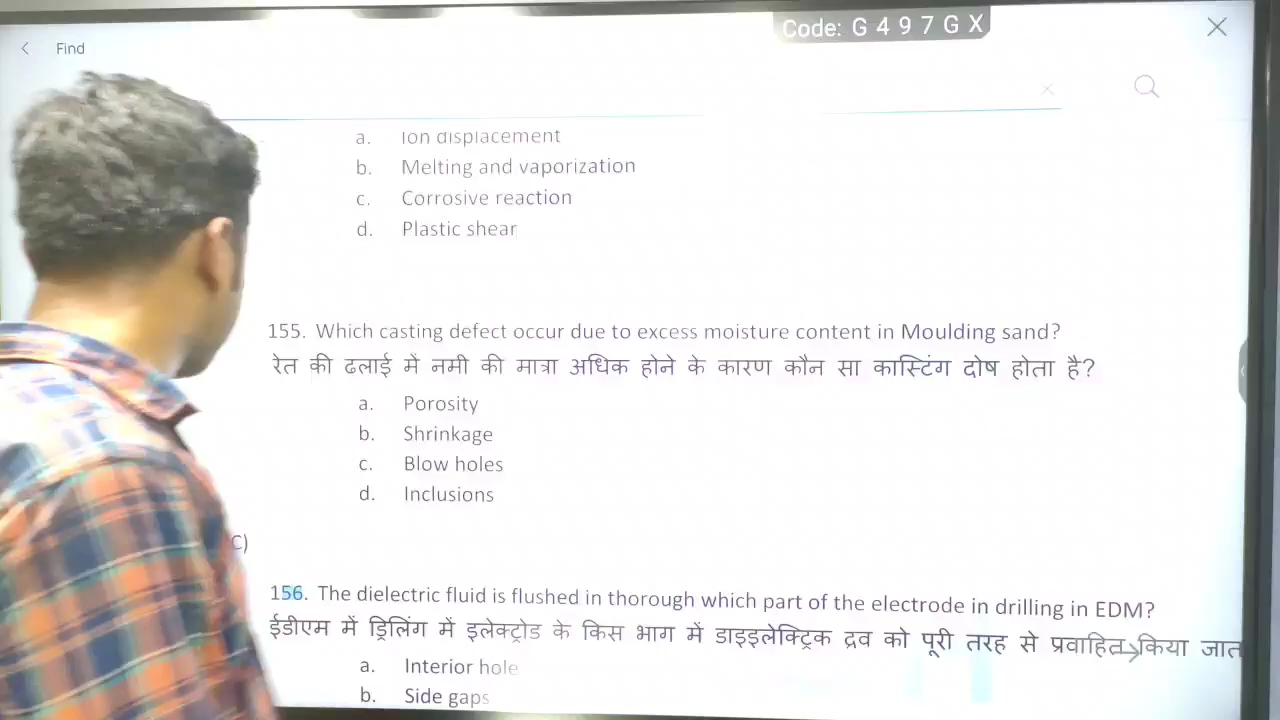 Code: G 4 9 7 G X
Find
a. Ion displacement
b. Melting and vaporization
c. Corrosive reaction
d. Plastic shear
155. Which casting defect occur due to excess moisture content in Moulding sand?
रेत की ढलाई में नमी की मात्रा अधिक होने के कारण कौन सा कास्टिंग दोष होता है?
a. Porosity
b. Shrinkage
c. Blow holes
d. Inclusions
C)
156. The dielectric fluid is flushed in thorough which part of the electrode in drilling in EDM?
ईडीएम में ड्रिलिंग में इलेक्ट्रोड के किस भाग में डाइइलेक्ट्रिक द्रव को पूरी तरह से प्रवाहित किया जात
a. Interior hole
b. Side gaps